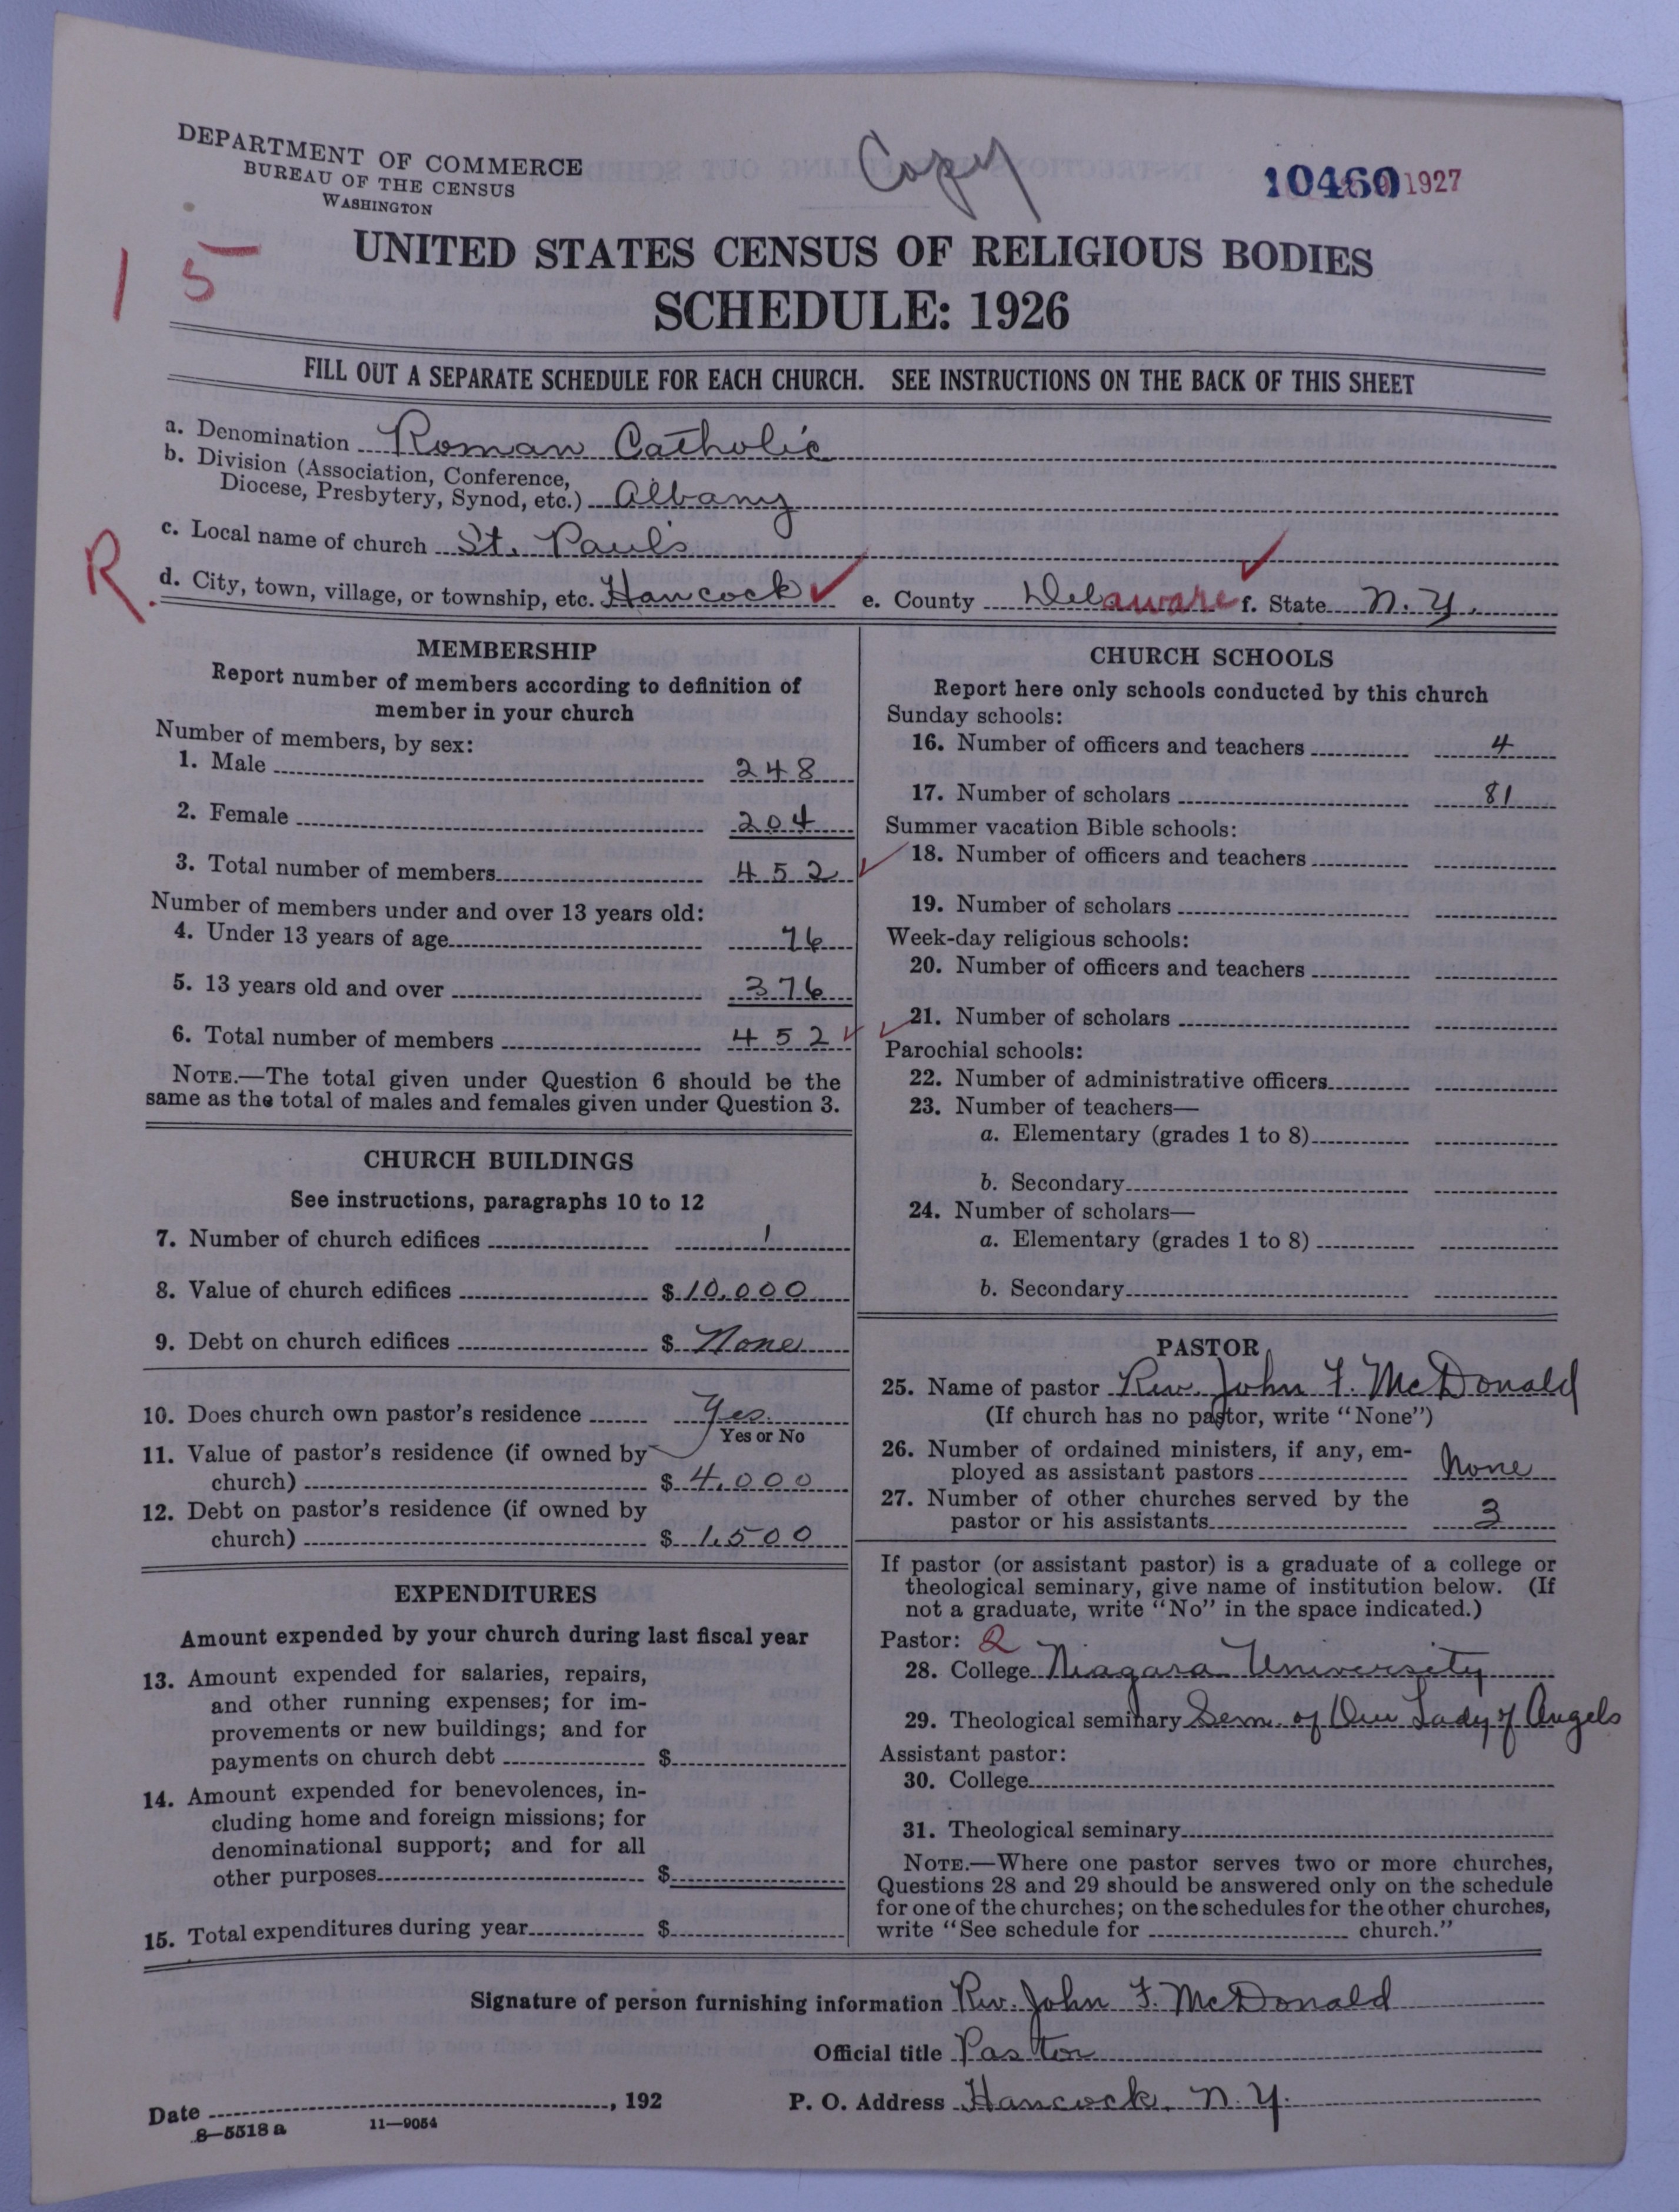 DEPARTMENT OF COMMERCE
BUREAU OF THE CENSUS
WASHINGTON
Copy
10460
1927
15
UNITED STATES CENSUS OF RELIGIOUS BODIES
SCHEDULE: 1926
FILL OUT A SEPARATE SCHEDULE FOR EACH CHURCH. SEE INSTRUCTIONS ON THE BACK OF THIS SHEET
a. Denomination Roman Catholic
b. Division (Association, Conference,
Diocese, Presbytery, Synod, etc.) Albany
c. Local name of church St. Paul's
R.
d. City, town, village, or township, etc. Hancock ✓ e. County Delaware ✓ f. State N. Y.
MEMBERSHIP
Report number of members according to definition of
member in your church
Number of members, by sex:
1. Male 248
2. Female 204
3. Total number of members 452 ✓
Number of members under and over 13 years old:
4. Under 13 years of age 76
5. 13 years old and over 376
6. Total number of members 452 ✓
NOTE.—The total given under Question 6 should be the
same as the total of males and females given under Question 3.
CHURCH BUILDINGS
See instructions, paragraphs 10 to 12
7. Number of church edifices 1
8. Value of church edifices $ 10,000
9. Debt on church edifices $ None
10. Does church own pastor's residence Yes.
Yes or No
11. Value of pastor's residence (if owned by
church) $ 4,000
12. Debt on pastor's residence (if owned by
church) $ 1,500
EXPENDITURES
Amount expended by your church during last fiscal year
13. Amount expended for salaries, repairs,
and other running expenses; for im-
provements or new buildings; and for
payments on church debt $
14. Amount expended for benevolences, in-
cluding home and foreign missions; for
denominational support; and for all
other purposes $
15. Total expenditures during year $
CHURCH SCHOOLS
Report here only schools conducted by this church
Sunday schools:
16. Number of officers and teachers 4
17. Number of scholars 81
Summer vacation Bible schools:
18. Number of officers and teachers
19. Number of scholars
Week-day religious schools:
20. Number of officers and teachers
✓ 21. Number of scholars
Parochial schools:
22. Number of administrative officers
23. Number of teachers—
a. Elementary (grades 1 to 8)
b. Secondary
24. Number of scholars—
a. Elementary (grades 1 to 8)
b. Secondary
PASTOR
25. Name of pastor Rev. John F. McDonald
(If church has no pastor, write "None")
26. Number of ordained ministers, if any, em-
ployed as assistant pastors None
27. Number of other churches served by the
pastor or his assistants 3
If pastor (or assistant pastor) is a graduate of a college or
theological seminary, give name of institution below. (If
not a graduate, write "No" in the space indicated.)
Pastor: 2
28. College Niagara University
29. Theological seminary Sem. of Our Lady of Angels
Assistant pastor:
30. College
31. Theological seminary
NOTE.—Where one pastor serves two or more churches,
Questions 28 and 29 should be answered only on the schedule
for one of the churches; on the schedules for the other churches,
write "See schedule for church."
Signature of person furnishing information Rev. John F. McDonald
Official title Pastor
Date , 192 P. O. Address Hancock, N. Y.
8—5518 a 11—9054